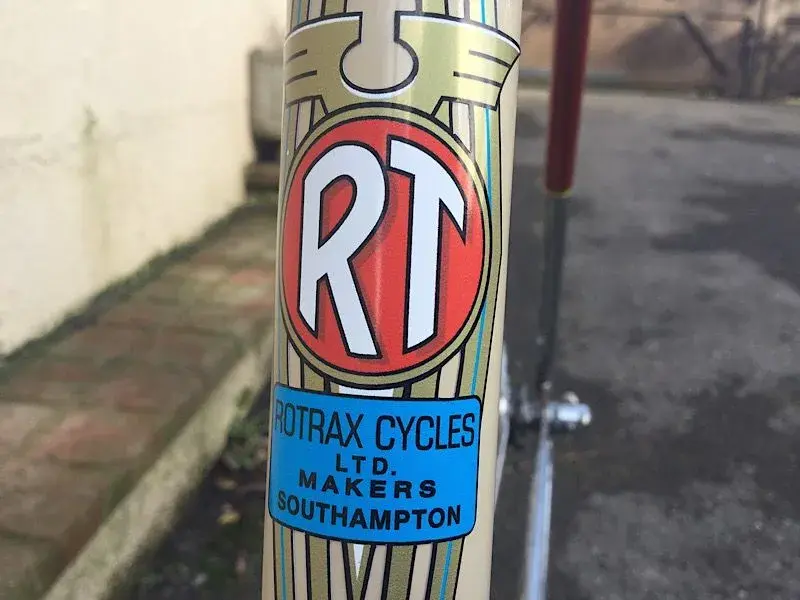 RT
ROTRAX CYCLES
LTD.
MAKERS
SOUTHAMPTON